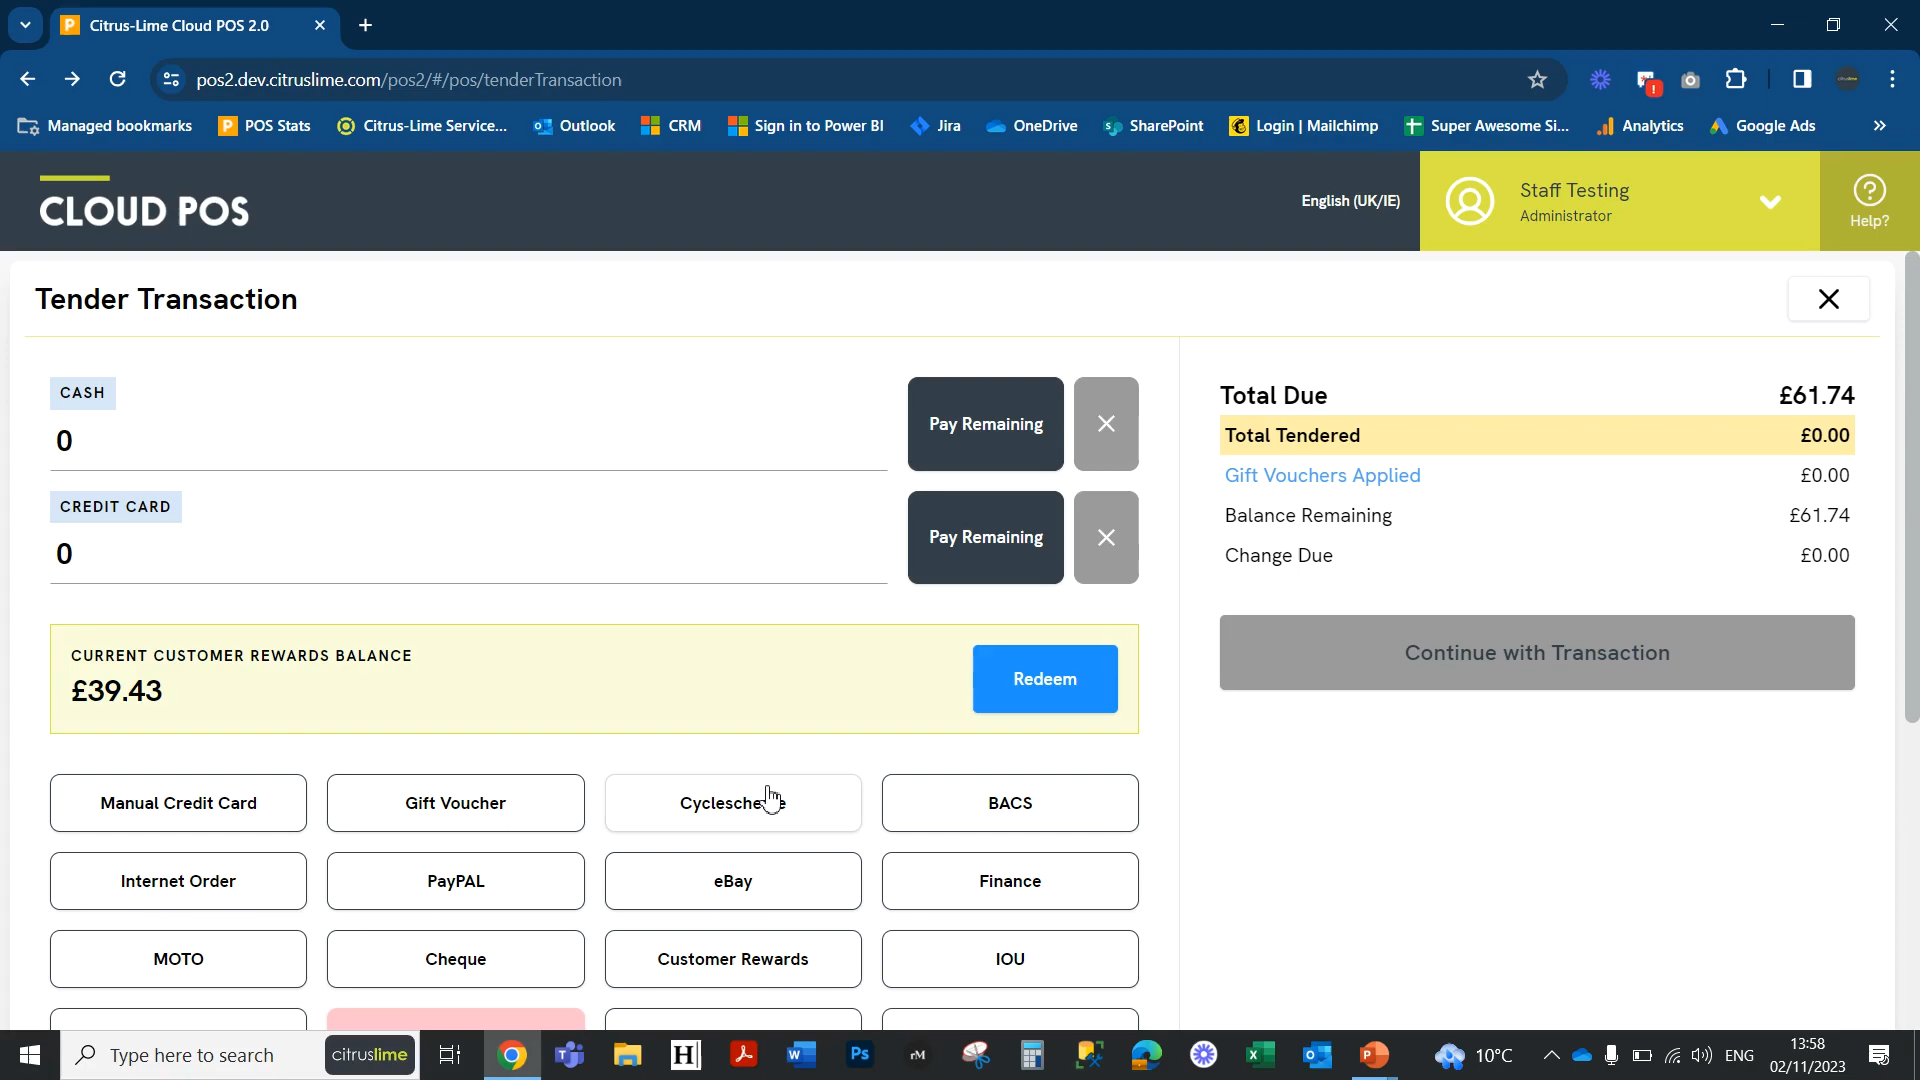 Citrus-Lime Cloud POS 2.0
pos2.dev.citruslime.com/pos2/#/pos/tenderTransaction
Managed bookmarks
POS Stats
Citrus-Lime Service...
Outlook
CRM
Sign in to Power BI
Jira
OneDrive
SharePoint
Login | Mailchimp
Super Awesome Si...
Analytics
Google Ads
CLOUD POS
English (UK/IE)
Staff Testing
Administrator
Help?
Tender Transaction
CASH
0
Pay Remaining
CREDIT CARD
0
Pay Remaining
Total Due £61.74
Total Tendered £0.00
Gift Vouchers Applied £0.00
Balance Remaining £61.74
Change Due £0.00
Continue with Transaction
CURRENT CUSTOMER REWARDS BALANCE
£39.43
Redeem
Manual Credit Card
Gift Voucher
BACS
Internet Order
PayPAL
eBay
Finance
MOTO
Cheque
Customer Rewards
IOU
Type here to search
citruslime
10°C
ENG
13:58
02/11/2023